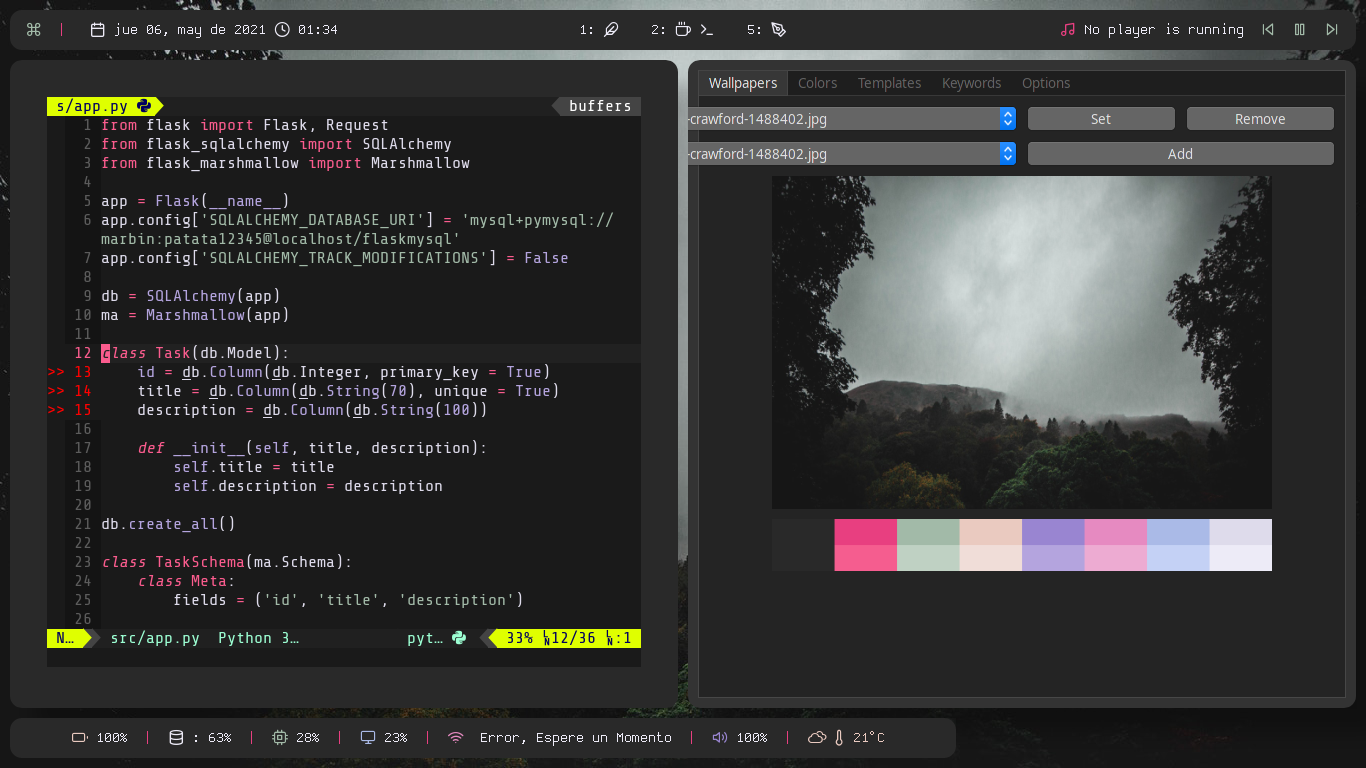 jue 06, may de 2021 01:34 1: 2: 5: No player is running
s/app.py buffers
1 from flask import Flask, Request
2 from flask_sqlalchemy import SQLAlchemy
3 from flask_marshmallow import Marshmallow
4
5 app = Flask(__name__)
6 app.config['SQLALCHEMY_DATABASE_URI'] = 'mysql+pymysql://
marbin:patata12345@localhost/flaskmysql'
7 app.config['SQLALCHEMY_TRACK_MODIFICATIONS'] = False
8
9 db = SQLAlchemy(app)
10 ma = Marshmallow(app)
11
12 class Task(db.Model):
>> 13 id = db.Column(db.Integer, primary_key = True)
>> 14 title = db.Column(db.String(70), unique = True)
>> 15 description = db.Column(db.String(100))
16
17 def __init__(self, title, description):
18 self.title = title
19 self.description = description
20
21 db.create_all()
22
23 class TaskSchema(ma.Schema):
24 class Meta:
25 fields = ('id', 'title', 'description')
26
N… src/app.py Python 3… pyt… 33% 12/36 :1
Wallpapers Colors Templates Keywords Options
-crawford-1488402.jpg Set Remove
-crawford-1488402.jpg Add
100% | : 63% | 28% | 23% | Error, Espere un Momento | 100% | 21°C